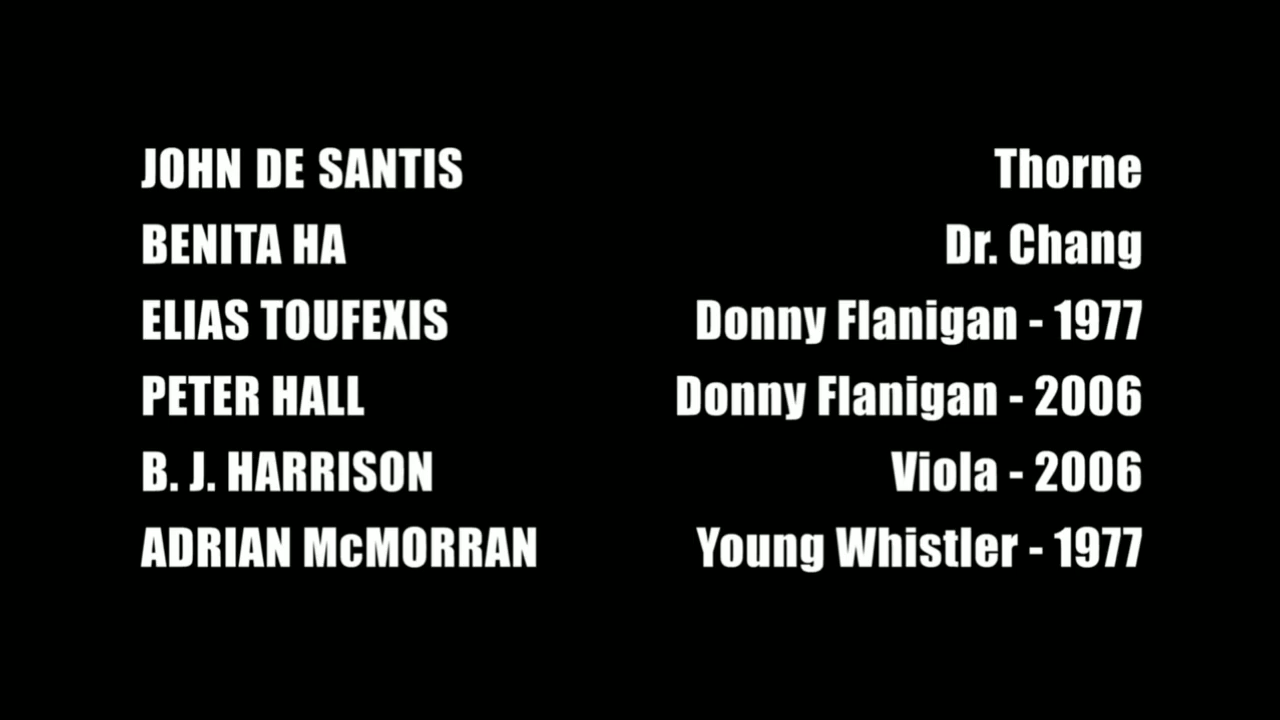 JOHN DE SANTIS Thorne
BENITA HA Dr. Chang
ELIAS TOUFEXIS Donny Flanigan - 1977
PETER HALL Donny Flanigan - 2006
B. J. HARRISON Viola - 2006
ADRIAN McMORRAN Young Whistler - 1977